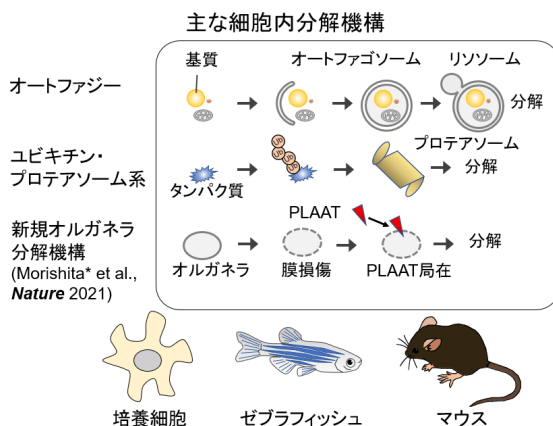 主な細胞内分解機構
オートファジー
基質
オートファゴソーム
リソソーム
分解
ユビキチン・
プロテアソーム系
タンパク質
Ub
Ub
Ub
Ub
プロテアソーム
分解
新規オルガネラ
分解機構
(Morishita* et al.,
Nature 2021)
PLAAT
オルガネラ
膜損傷
PLAAT局在
分解
培養細胞
ゼブラフィッシュ
マウス